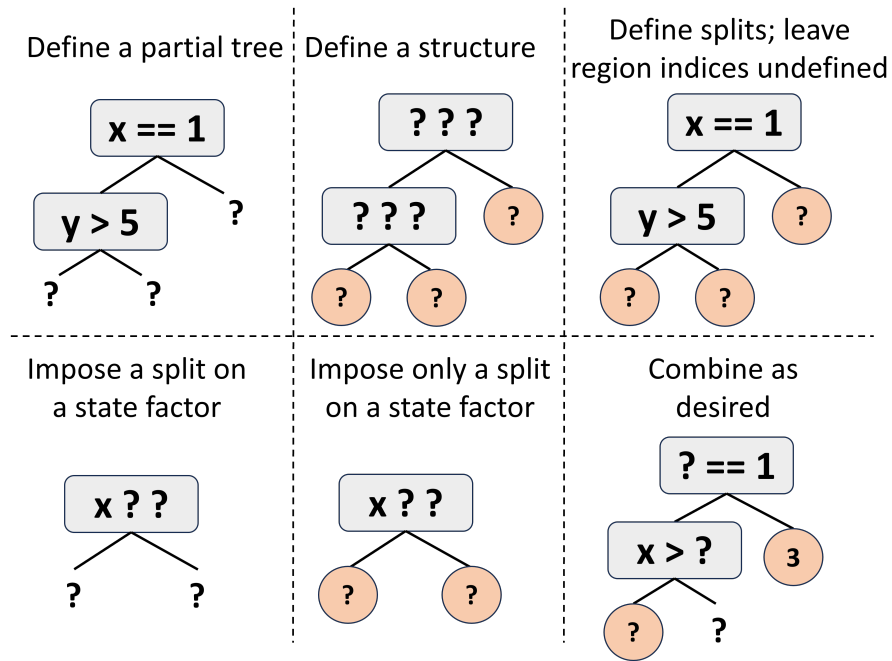 Define a partial tree
x == 1
y > 5
?
? ?
Define a structure
? ? ?
? ? ?
?
? ?
Define splits; leave
region indices undefined
x == 1
y > 5
?
? ?
Impose a split on
a state factor
x ? ?
? ?
Impose only a split
on a state factor
x ? ?
? ?
Combine as
desired
? == 1
x > ?
3
? ?